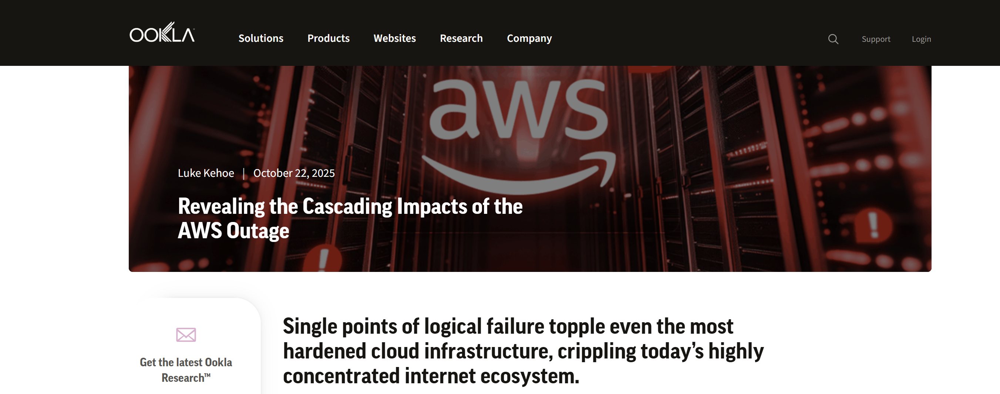 OOKLA
Solutions
Products
Websites
Research
Company
Support
Login
aws
Luke Kehoe | October 22, 2025
Revealing the Cascading Impacts of the
AWS Outage
!
!
Get the latest Ookla
Research™
Single points of logical failure topple even the most
hardened cloud infrastructure, crippling today’s highly
concentrated internet ecosystem.